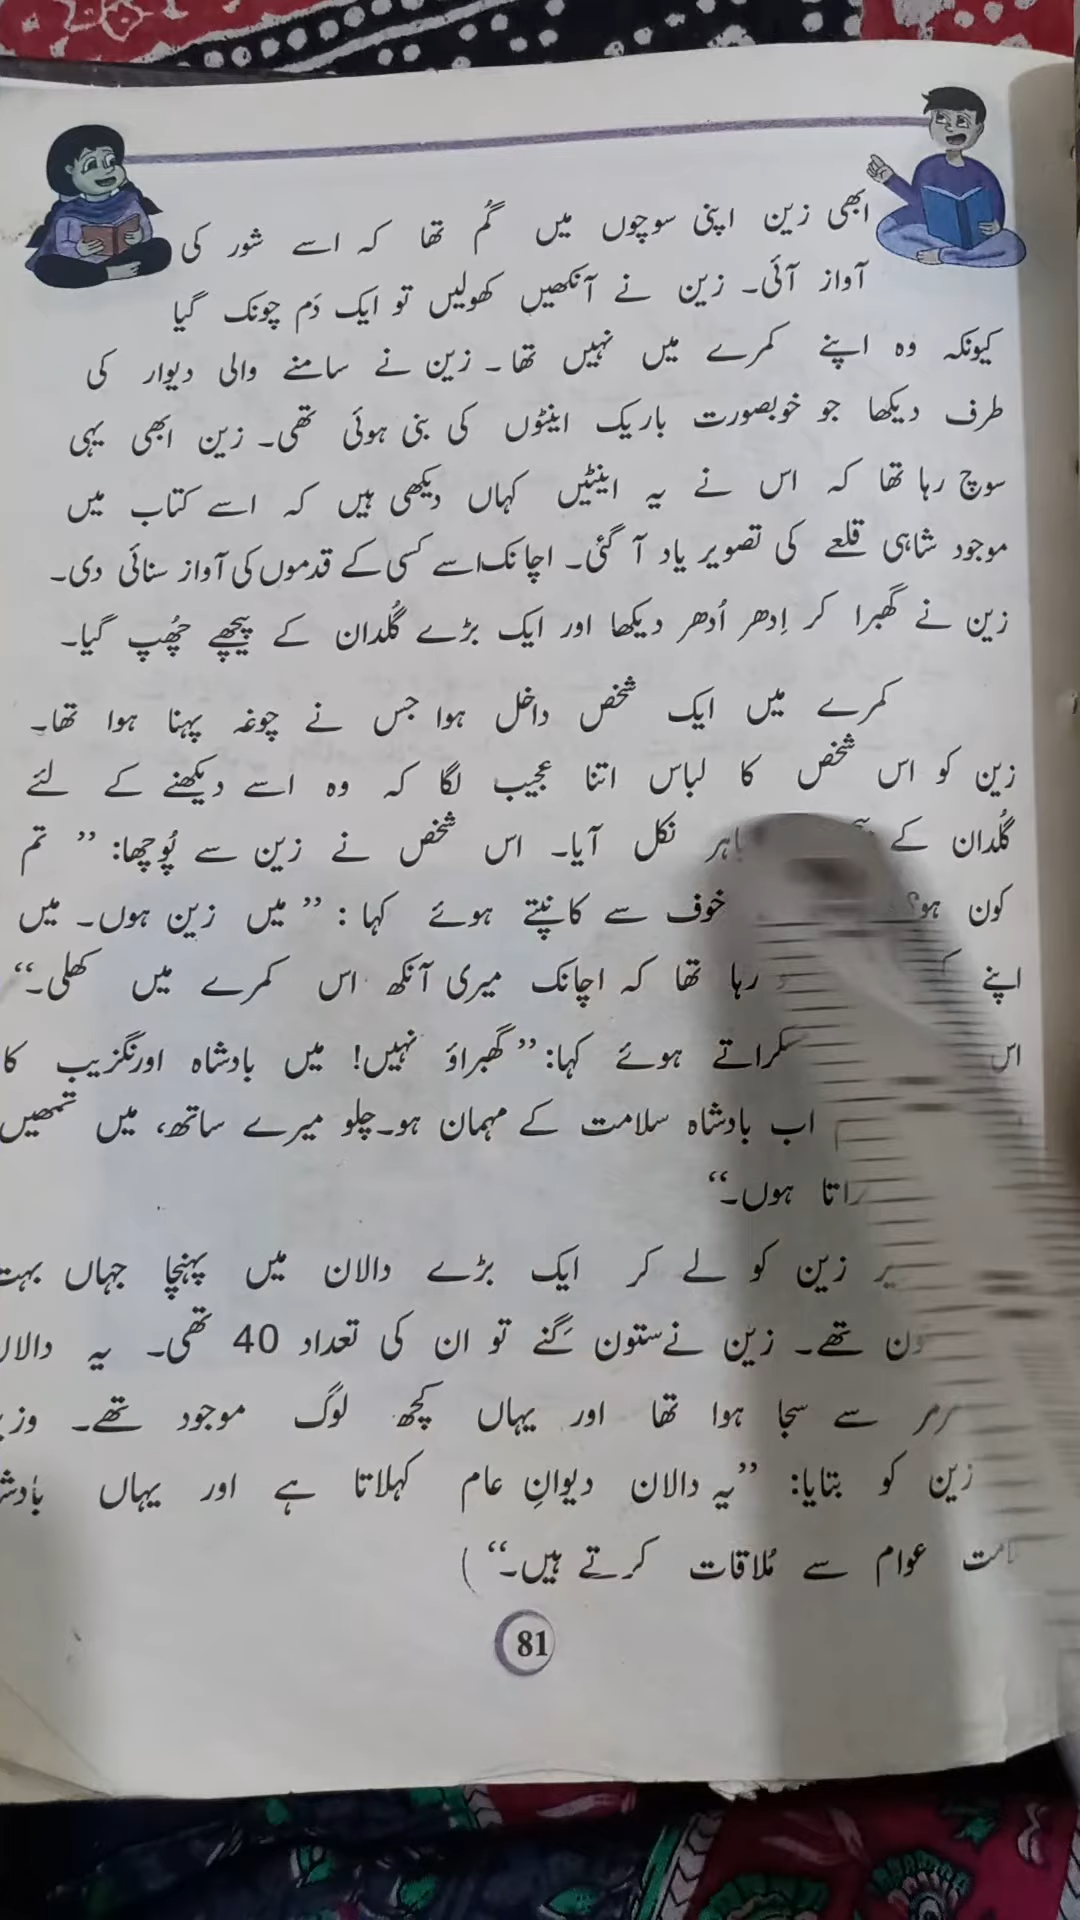 ابھی زین اپنی سوچوں میں گُم تھا کہ اسے شور کی
آواز آئی۔ زین نے آنکھیں کھولیں تو ایک دَم چونک گیا
کیونکہ وہ اپنے کمرے میں نہیں تھا۔ زین نے سامنے والی دیوار کی
طرف دیکھا جو خوبصورت باریک اینٹوں کی بنی ہوئی تھی۔ زین ابھی یہی
سوچ رہا تھا کہ اس نے یہ اینٹیں کہاں دیکھی ہیں کہ اسے کتاب میں
موجود شاہی قلعے کی تصویر یاد آ گئی۔ اچانک اسے کسی کے قدموں کی آواز سنائی دی۔
زین نے گھبرا کر اِدھر اُدھر دیکھا اور ایک بڑے گُلدان کے پیچھے چُھپ گیا۔
کمرے میں ایک شخص داخل ہوا جس نے چوغہ پہنا ہوا تھا۔
زین کو اس شخص کا لباس اتنا عجیب لگا کہ وہ اسے دیکھنے کے لئے
گُلدان کے نکل آیا۔ اس شخص نے زین سے پُوچھا: ”تم
کون ہو؟ خوف سے کانپتے ہوئے کہا: ”میں زین ہوں۔ میں
اپنے رہا تھا کہ اچانک میری آنکھ اس کمرے میں کھلی۔“
اس ہوئے کہا: ”گھبراؤ نہیں! میں بادشاہ اورنگزیب کا
اب بادشاہ سلامت کے مہمان ہو۔ چلو میرے ساتھ، میں تمھیں
ہوں۔“
زین کو لے کر ایک بڑے دالان میں پہنچا جہاں بہت
تھے۔ زین نے ستون گِنے تو ان کی تعداد 40 تھی۔ یہ
سے سجا ہوا تھا اور یہاں کچھ لوگ موجود تھے۔
زین کو بتایا: ”یہ دالان دیوانِ عام کہلاتا ہے اور یہاں
عوام سے مُلاقات کرتے ہیں۔“ )
81